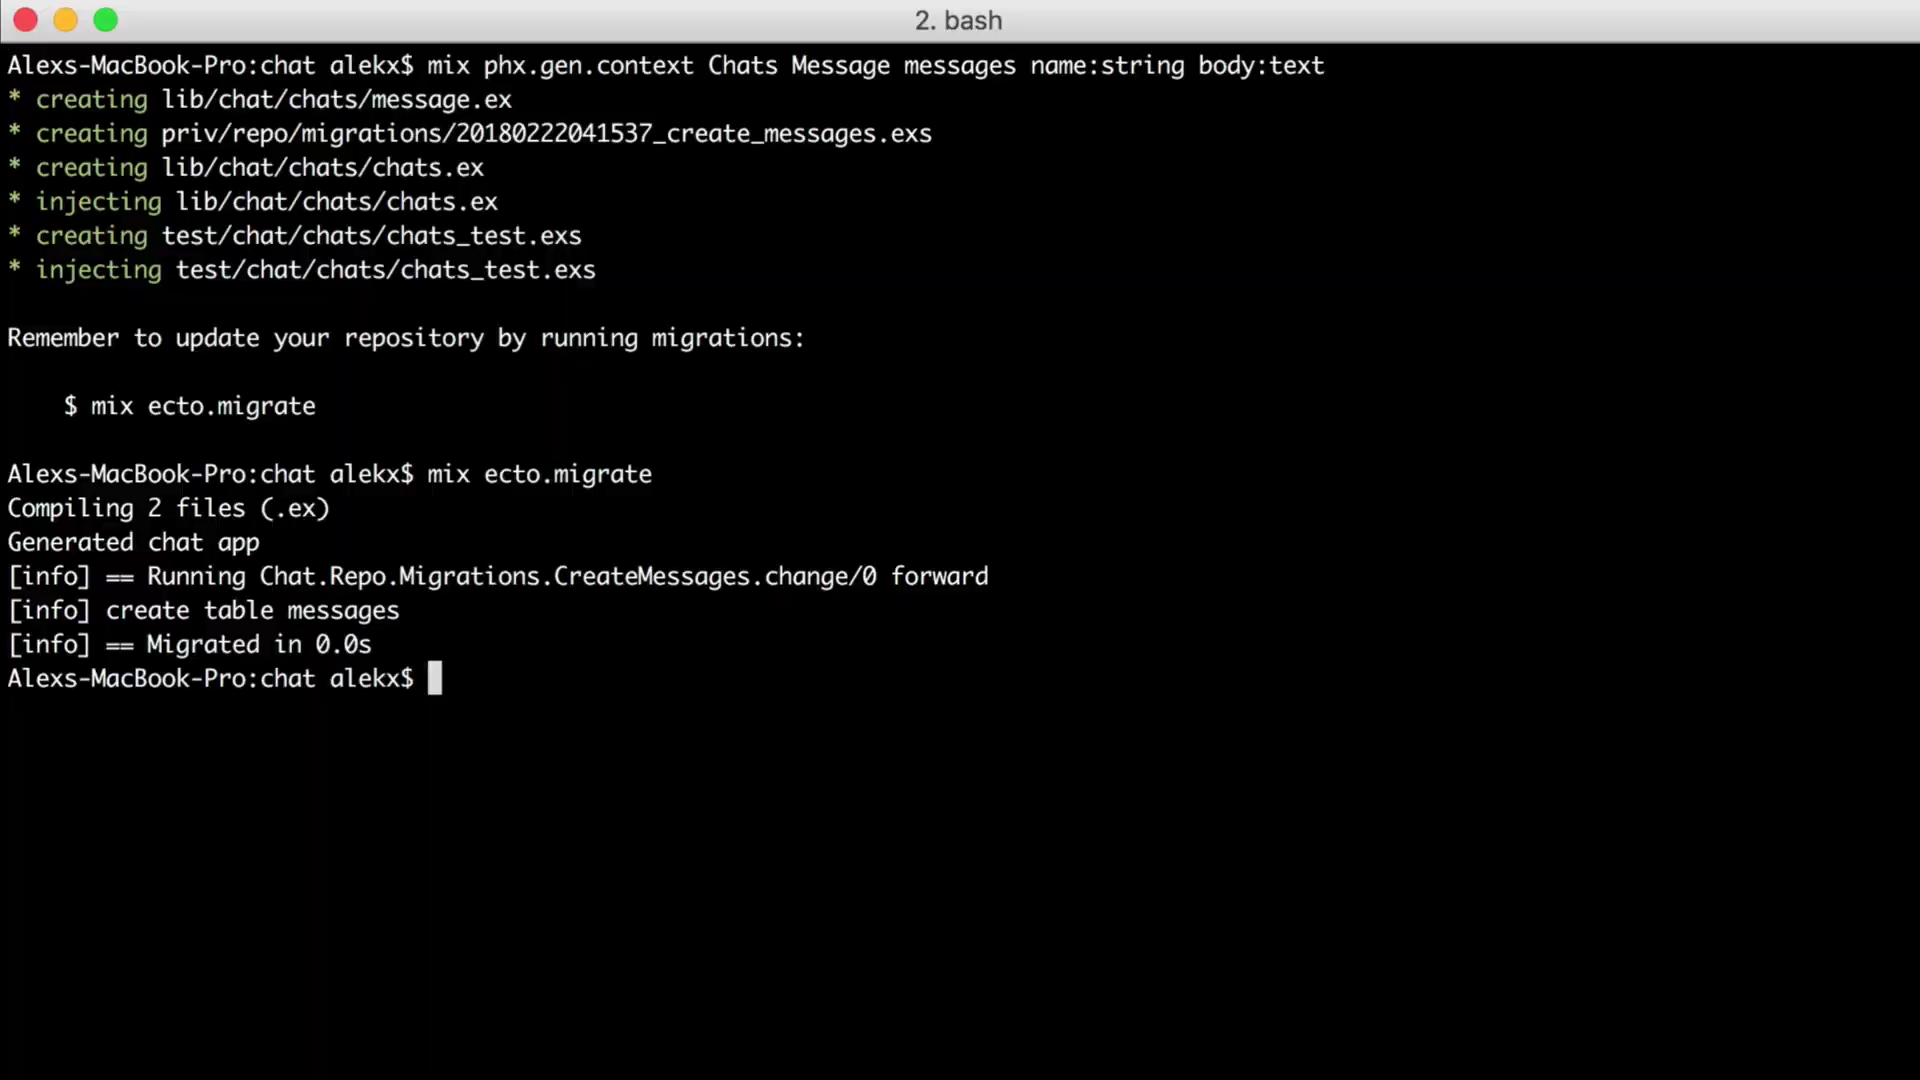 2. bash
Alexs-MacBook-Pro:chat alekx$ mix phx.gen.context Chats Message messages name:string body:text
* creating lib/chat/chats/message.ex
* creating priv/repo/migrations/20180222041537_create_messages.exs
* creating lib/chat/chats/chats.ex
* injecting lib/chat/chats/chats.ex
* creating test/chat/chats/chats_test.exs
* injecting test/chat/chats/chats_test.exs
Remember to update your repository by running migrations:
$ mix ecto.migrate
Alexs-MacBook-Pro:chat alekx$ mix ecto.migrate
Compiling 2 files (.ex)
Generated chat app
[info] == Running Chat.Repo.Migrations.CreateMessages.change/0 forward
[info] create table messages
[info] == Migrated in 0.0s
Alexs-MacBook-Pro:chat alekx$